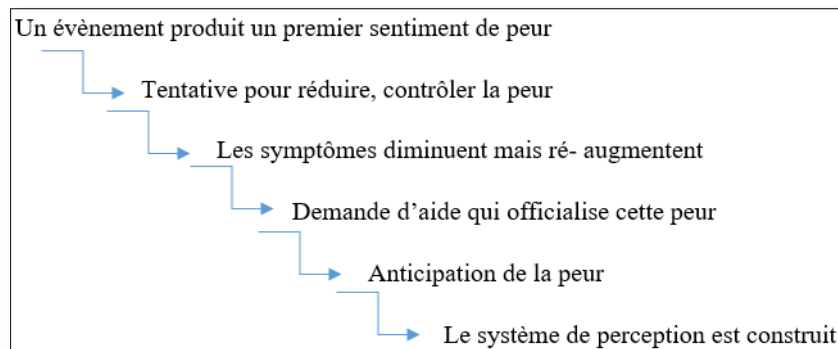 Un évènement produit un premier sentiment de peur
Tentative pour réduire, contrôler la peur
Les symptômes diminuent mais ré- augmentent
Demande d’aide qui officialise cette peur
Anticipation de la peur
Le système de perception est construit